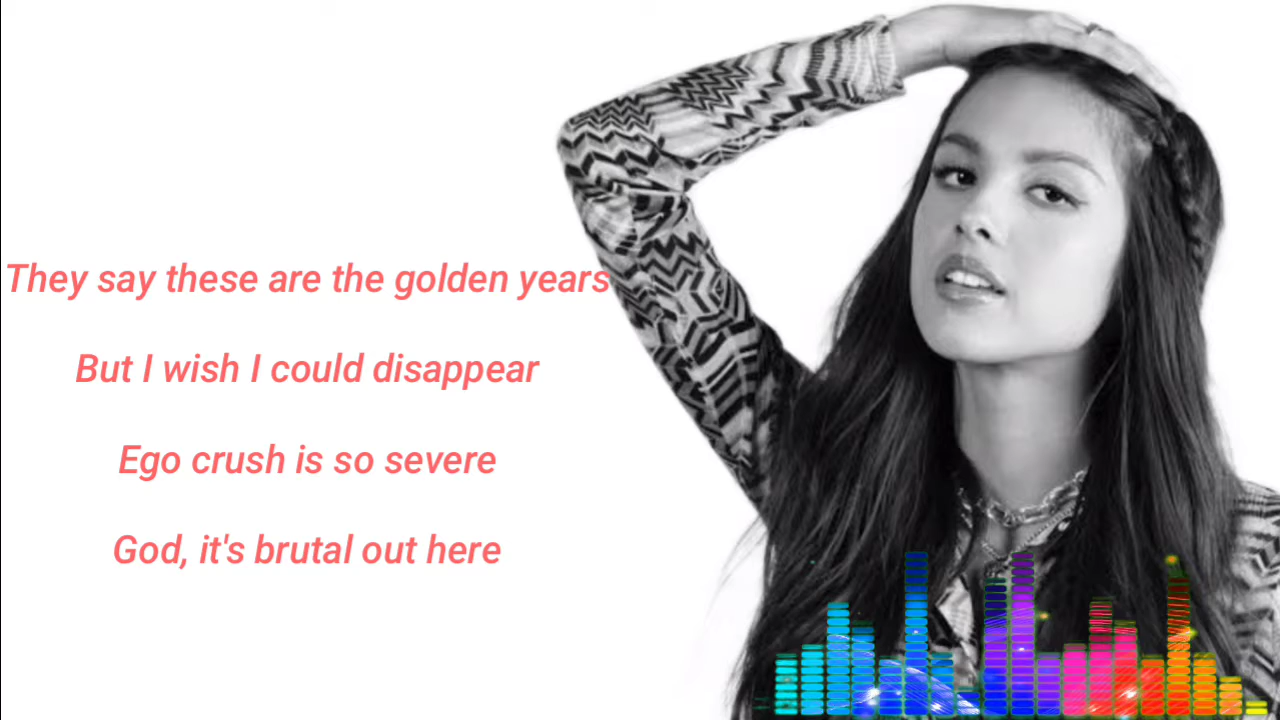 They say these are the golden years
But I wish I could disappear
Ego crush is so severe
God, it's brutal out here